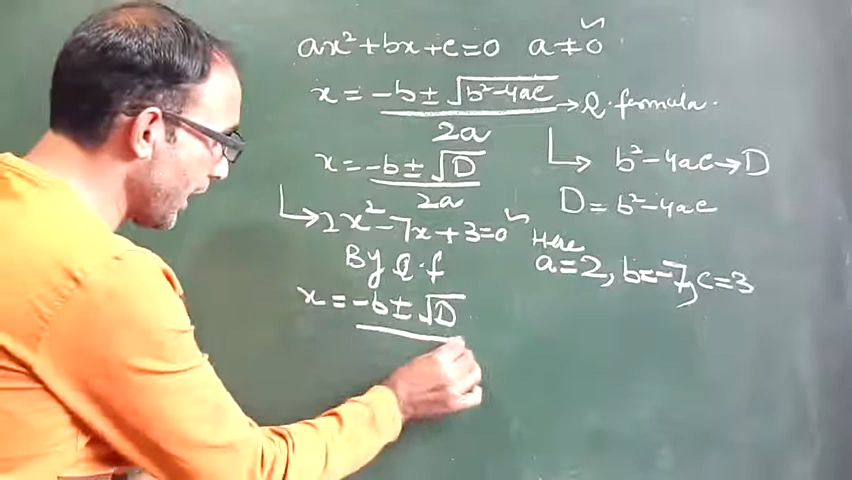 ax²+bx+c=0 a≠0
x = -b ± √b²-4ac → Q. formula.
2a
x = -b ± √D
2a
→ b²-4ac → D
D = b²-4ac
→ 2x²-7x+3=0
Here
a=2, b=-7, c=3
By Q.f
x = -b ± √D